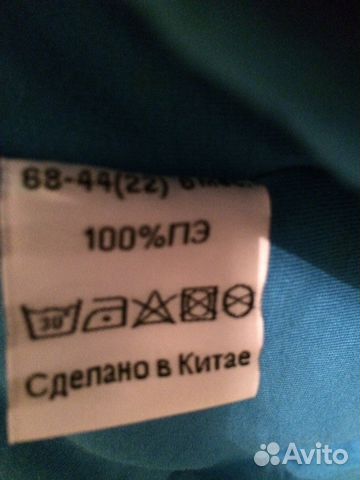 68-44(22)
100%ПЭ
30
Сделано в Китае
Avito